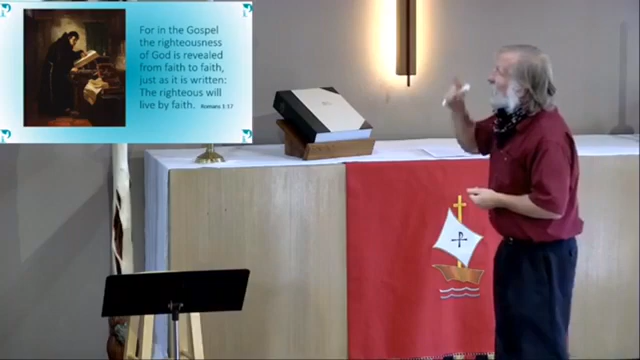 For in the Gospel
the righteousness
of God is revealed
from faith to faith,
just as it is written:
The righteous will
live by faith. Romans 1:17